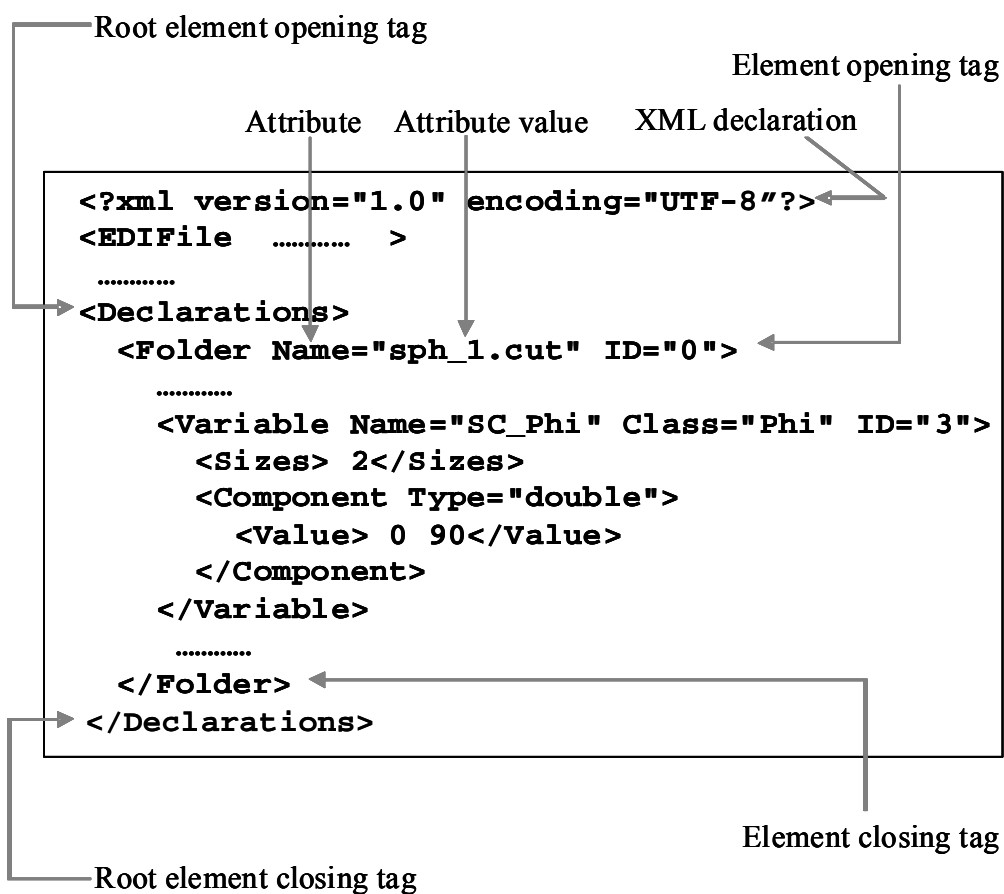 Root element opening tag
Element opening tag
Attribute Attribute value XML declaration
<?xml version="1.0" encoding="UTF-8”?>
<EDIFile ………… >
…………
<Declarations>
<Folder Name="sph_1.cut" ID="0">
…………
<Variable Name="SC_Phi" Class="Phi" ID="3">
<Sizes> 2</Sizes>
<Component Type="double">
<Value> 0 90</Value>
</Component>
</Variable>
…………
</Folder>
</Declarations>
Element closing tag
Root element closing tag